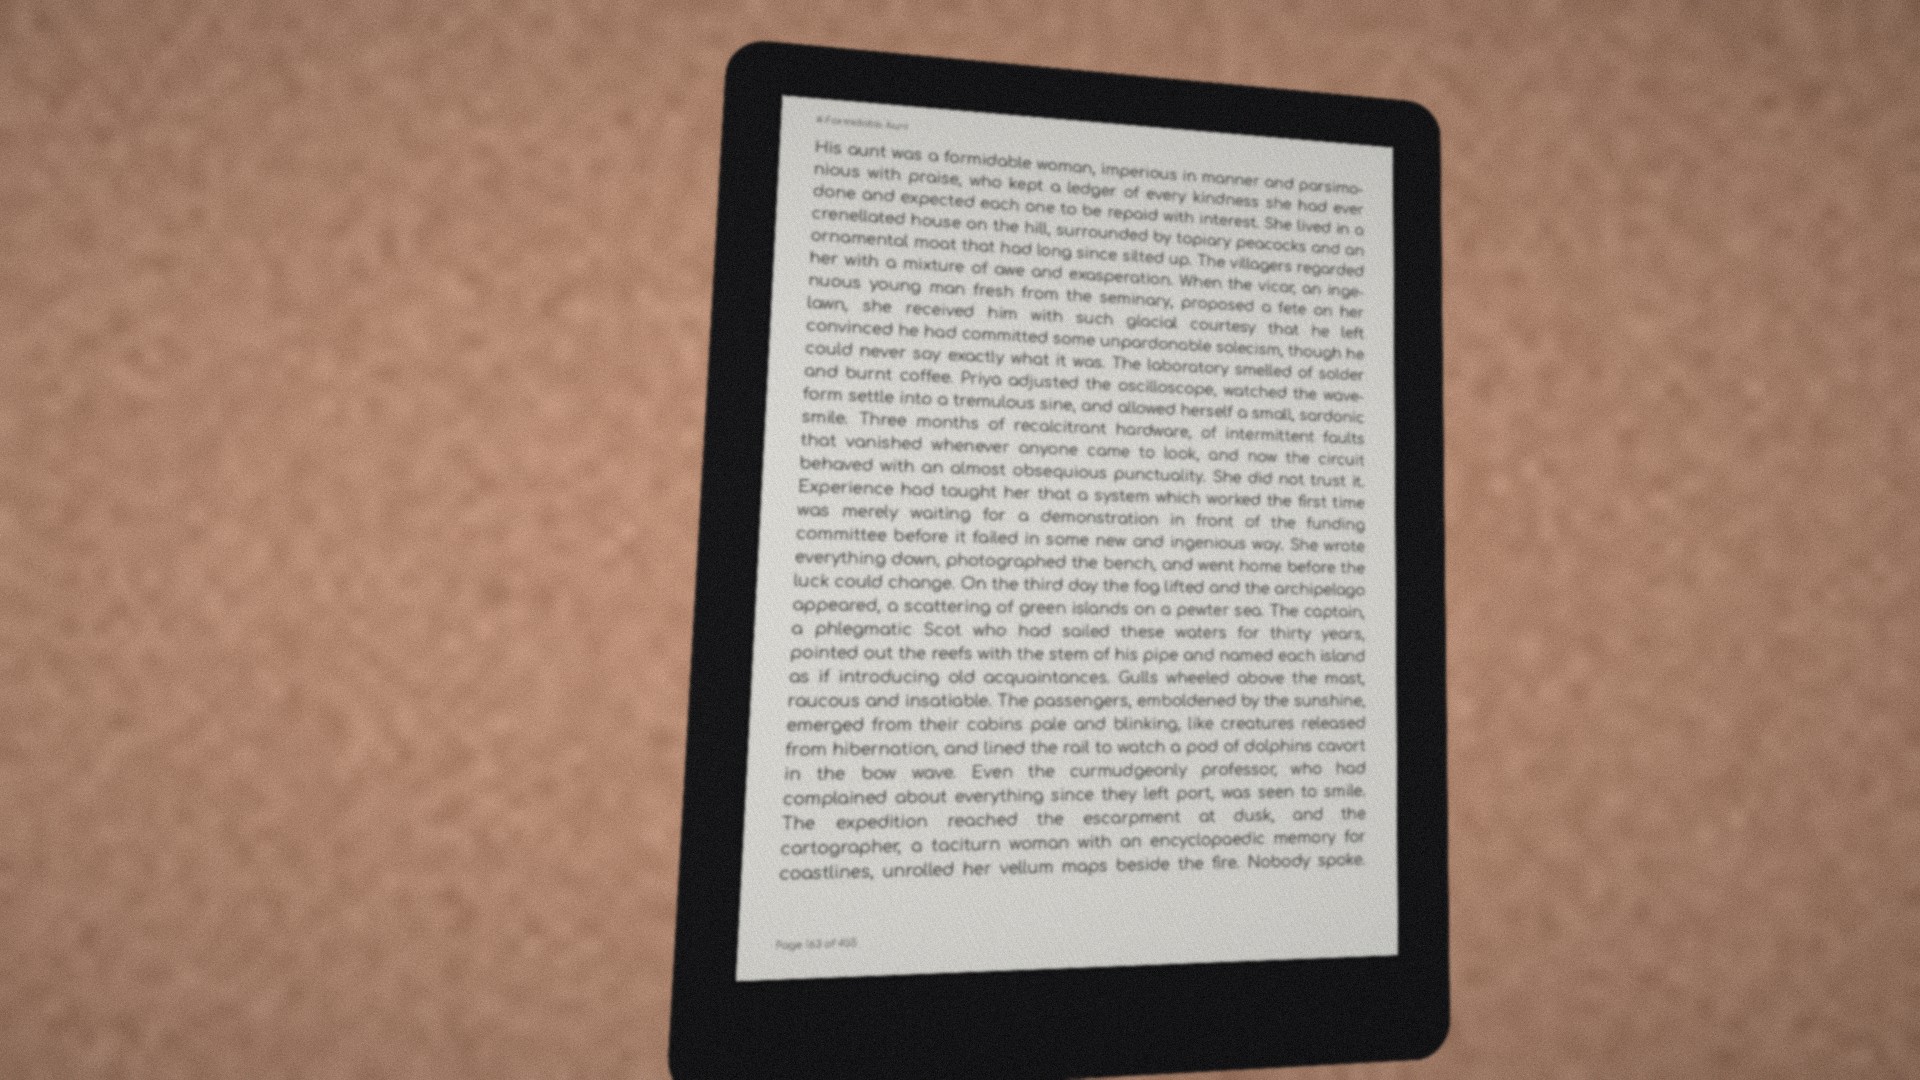 A Formidable Aunt
His aunt was a formidable woman, imperious in manner and parsimo-
nious with praise, who kept a ledger of every kindness she had ever
done and expected each one to be repaid with interest. She lived in a
crenellated house on the hill, surrounded by topiary peacocks and an
ornamental moat that had long since silted up. The villagers regarded
her with a mixture of awe and exasperation. When the vicar, an inge-
nuous young man fresh from the seminary, proposed a fete on her
lawn, she received him with such glacial courtesy that he left
convinced he had committed some unpardonable solecism, though he
could never say exactly what it was. The laboratory smelled of solder
and burnt coffee. Priya adjusted the oscilloscope, watched the wave-
form settle into a tremulous sine, and allowed herself a small, sardonic
smile. Three months of recalcitrant hardware, of intermittent faults
that vanished whenever anyone came to look, and now the circuit
behaved with an almost obsequious punctuality. She did not trust it.
Experience had taught her that a system which worked the first time
was merely waiting for a demonstration in front of the funding
committee before it failed in some new and ingenious way. She wrote
everything down, photographed the bench, and went home before the
luck could change. On the third day the fog lifted and the archipelago
appeared, a scattering of green islands on a pewter sea. The captain,
a phlegmatic Scot who had sailed these waters for thirty years,
pointed out the reefs with the stem of his pipe and named each island
as if introducing old acquaintances. Gulls wheeled above the mast,
raucous and insatiable. The passengers, emboldened by the sunshine,
emerged from their cabins pale and blinking, like creatures released
from hibernation, and lined the rail to watch a pod of dolphins cavort
in the bow wave. Even the curmudgeonly professor, who had
complained about everything since they left port, was seen to smile.
The expedition reached the escarpment at dusk, and the
cartographer, a taciturn woman with an encyclopaedic memory for
coastlines, unrolled her vellum maps beside the fire. Nobody spoke.
Page 163 of